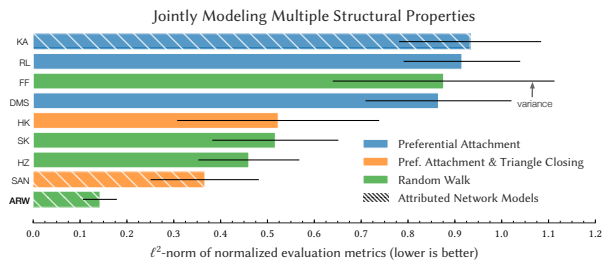 Jointly Modeling Multiple Structural Properties
KA
RL
FF
DMS
variance
HK
SK
Preferential Attachment
HZ
Pref. Attachment & Triangle Closing
SAN
Random Walk
ARW
Attributed Network Models
0.0 0.1 0.2 0.3 0.4 0.5 0.6 0.7 0.8 0.9 1.0 1.1 1.2
ℓ²-norm of normalized evaluation metrics (lower is better)